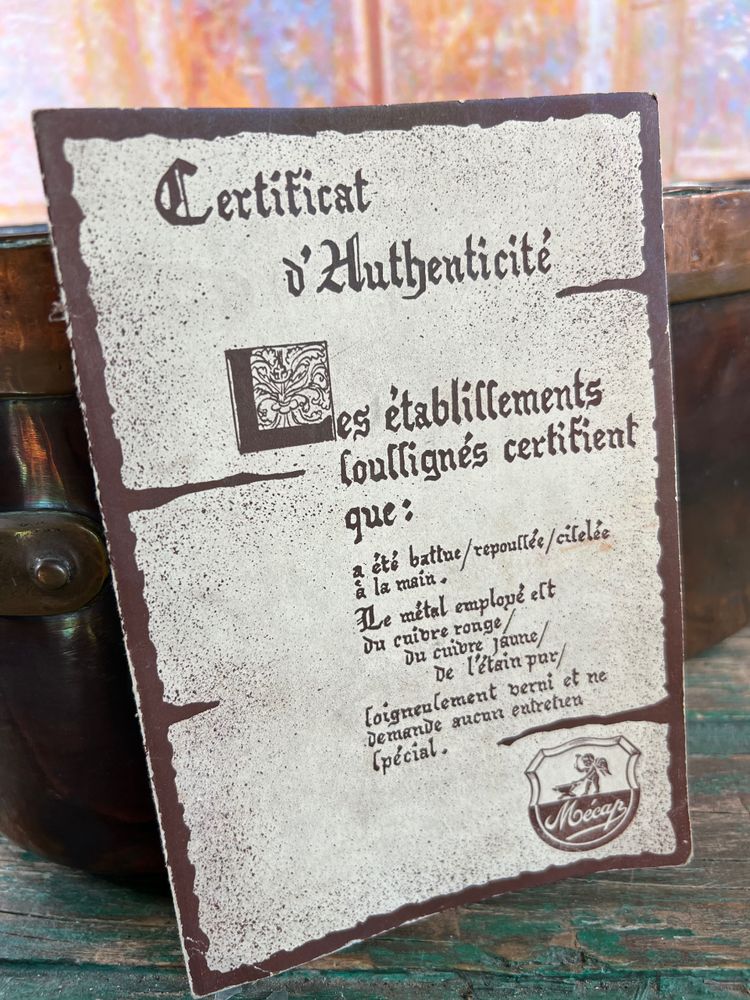 Certificat
d'Authenticité
Les établissements
soussignés certifient
que :
a été battue/repoussée/ciselée
à la main.
Le métal employé est
du cuivre rouge/
du cuivre jaune/
de l'étain pur/
soigneusement verni et ne
demande aucun entretien
spécial.
Mécap